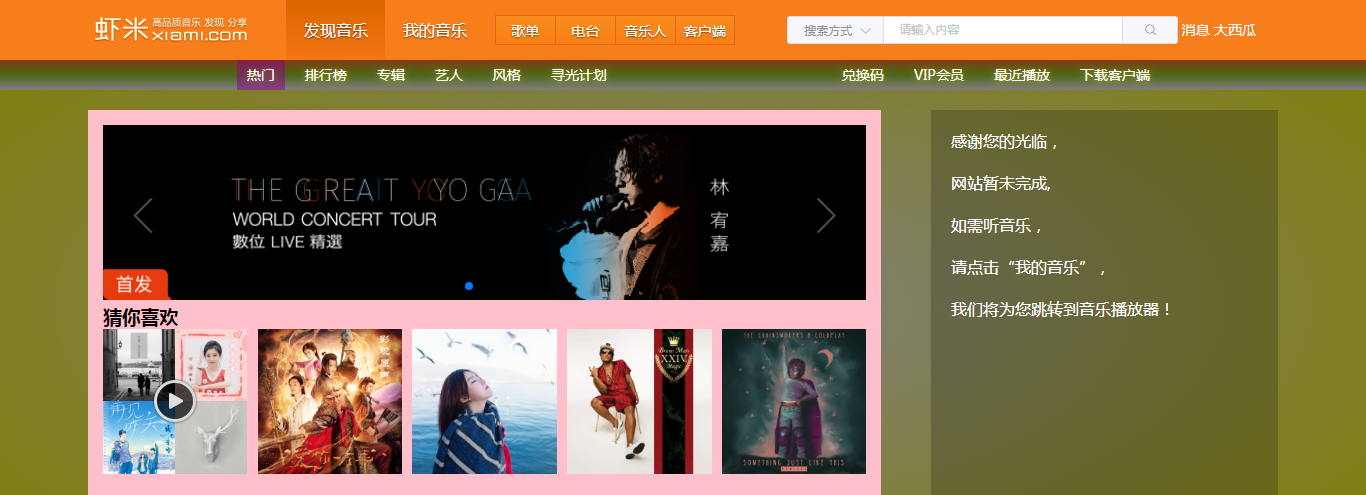 虾米 高品质音乐 发现 分享
xiami.com
发现音乐 我的音乐 歌单 电台 音乐人 客户端 搜索方式 请输入内容 消息 大西瓜
热门 排行榜 专辑 艺人 风格 寻光计划 兑换码 VIP会员 最近播放 下载客户端
THE GREAT YOGA
WORLD CONCERT TOUR
數位 LIVE 精選
林宥嘉
首发
感谢您的光临，
网站暂未完成,
如需听音乐，
请点击“我的音乐”，
我们将为您跳转到音乐播放器！
猜你喜欢
再见
昨天
影视原声
Bruno Mars
XXIV
Magic
THE CHAINSMOKERS & COLDPLAY
SOMETHING JUST LIKE THIS